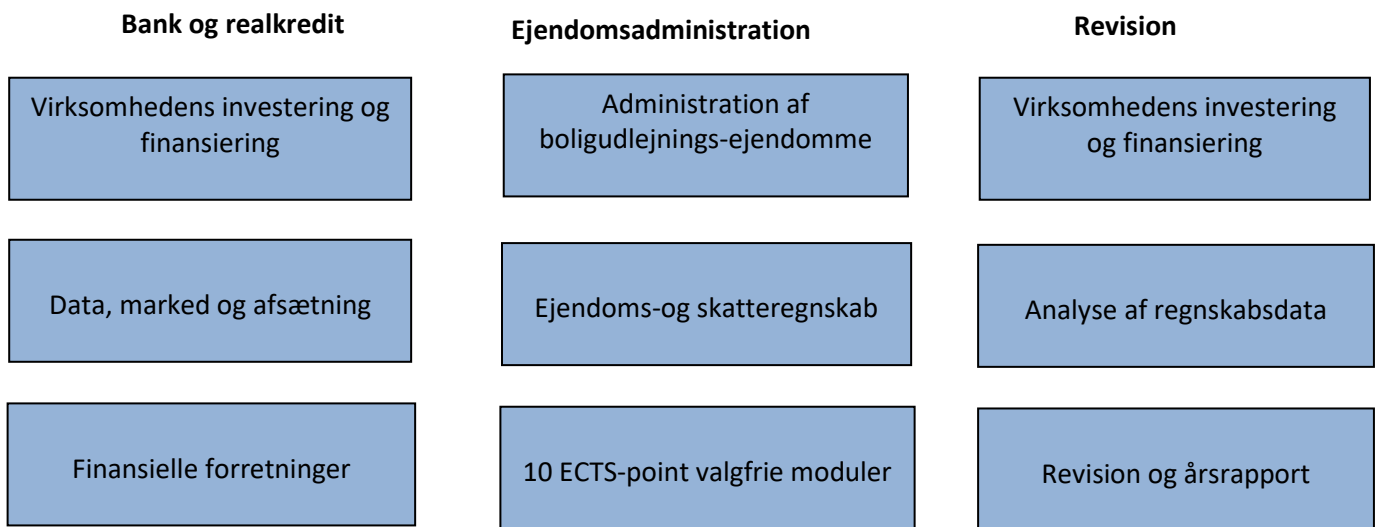 Bank og realkredit
Virksomhedens investering og
finansiering
Data, marked og afsætning
Finansielle forretninger
Ejendomsadministration
Administration af
boligudlejnings-ejendomme
Ejendoms-og skatteregnskab
10 ECTS-point valgfrie moduler
Revision
Virksomhedens investering
og finansiering
Analyse af regnskabsdata
Revision og årsrapport